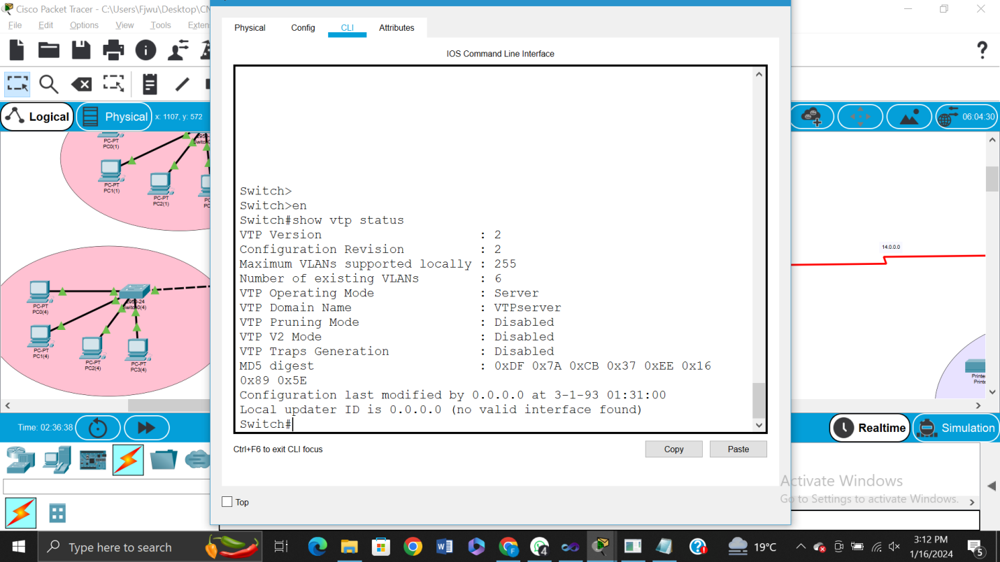 Cisco Packet Tracer - C:\Users\Fjwu\Desktop\CN
File Edit Options View Tools Exten
Physical Config CLI Attributes
IOS Command Line Interface
?
Logical
Physical x: 1107, y: 572
06:04:30
PC-PT
PC0(1)
PC-PT
PC1(1)
PC-PT
PC2(1)
Switch>
Switch>en
Switch#show vtp status
VTP Version : 2
Configuration Revision : 2
Maximum VLANs supported locally : 255
Number of existing VLANs : 6
VTP Operating Mode : Server
VTP Domain Name : VTPserver
VTP Pruning Mode : Disabled
VTP V2 Mode : Disabled
VTP Traps Generation : Disabled
MD5 digest : 0xDF 0x7A 0xCB 0x37 0xEE 0x16
0x89 0x5E
Configuration last modified by 0.0.0.0 at 3-1-93 01:31:00
Local updater ID is 0.0.0.0 (no valid interface found)
Switch#
14.0.0.0
PC-PT
PC0(4)
2950-24
Switch0(4)
PC-PT
PC1(4)
PC-PT
PC2(4)
PC-PT
PC3(4)
Printe
Printe
Time: 02:36:38
Realtime
Simulation
Ctrl+F6 to exit CLI focus
Copy
Paste
Top
Activate Windows
Go to Settings to activate Windows.
Type here to search
19°C
3:12 PM
1/16/2024
5